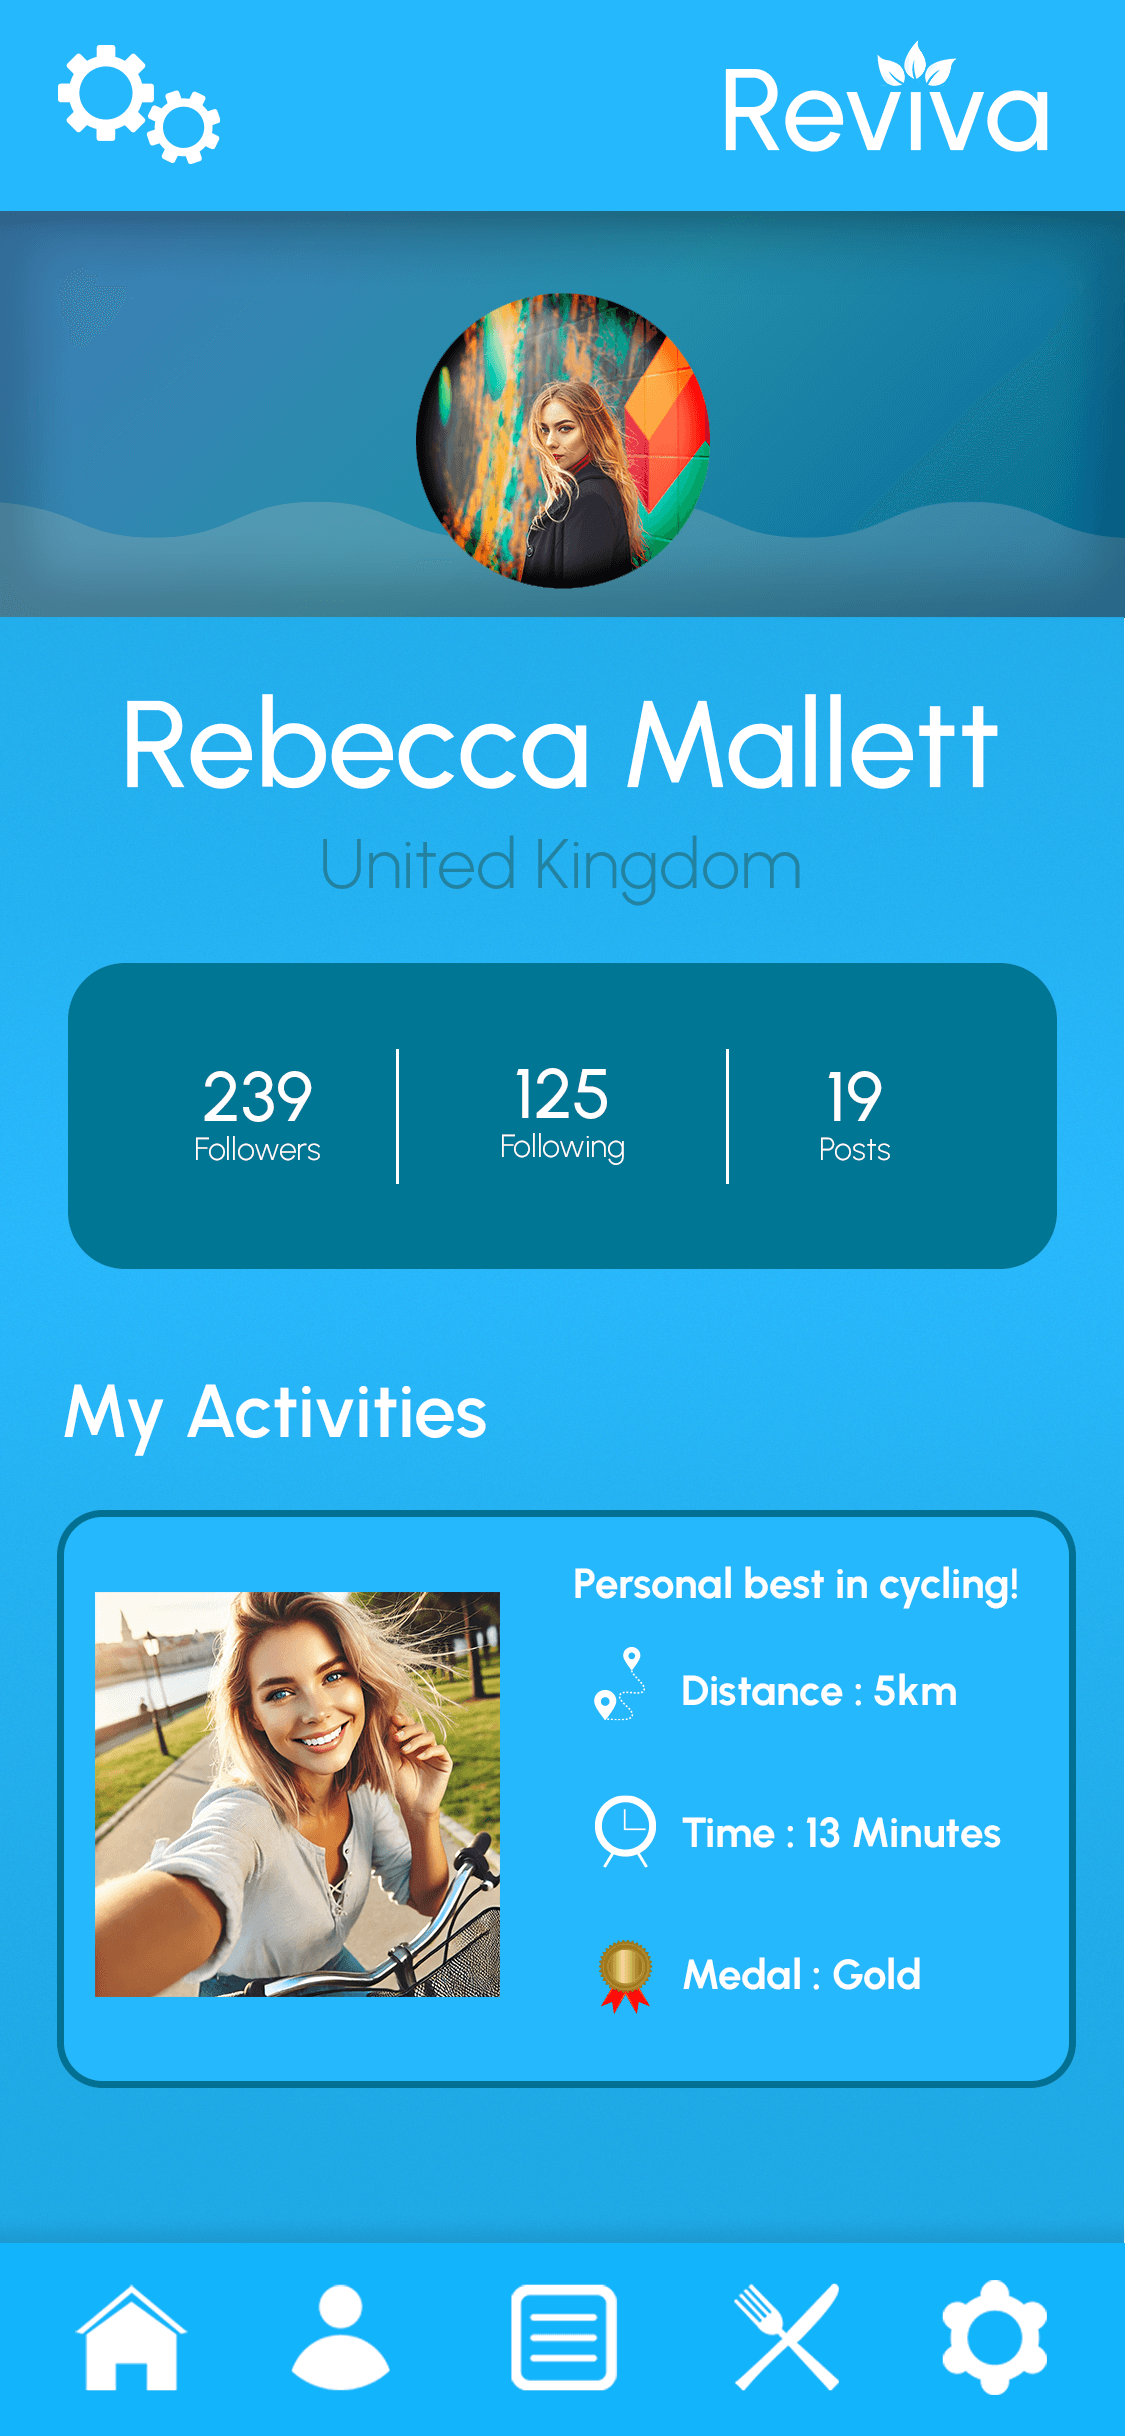 Reviva
Rebecca Mallett
United Kingdom
239
Followers
125
Following
19
Posts
My Activities
Personal best in cycling!
Distance : 5km
Time : 13 Minutes
Medal : Gold